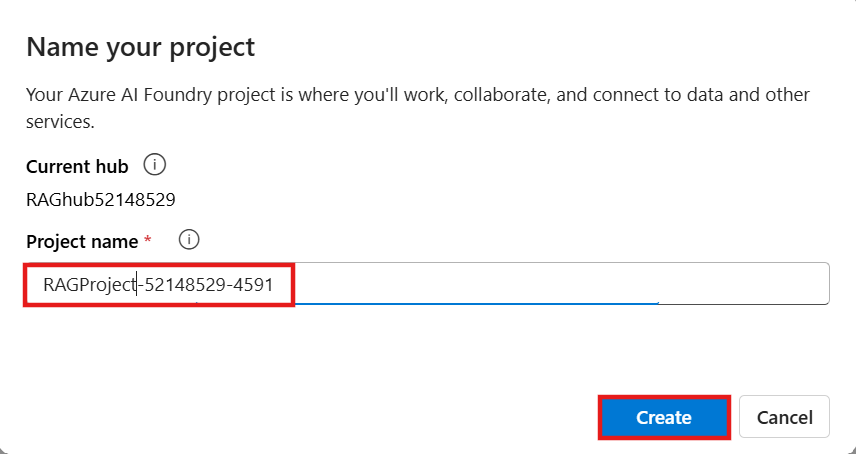 Name your project
Your Azure AI Foundry project is where you'll work, collaborate, and connect to data and other
services.
Current hub
RAGhub52148529
Project name *
RAGProject-52148529-4591
Create Cancel